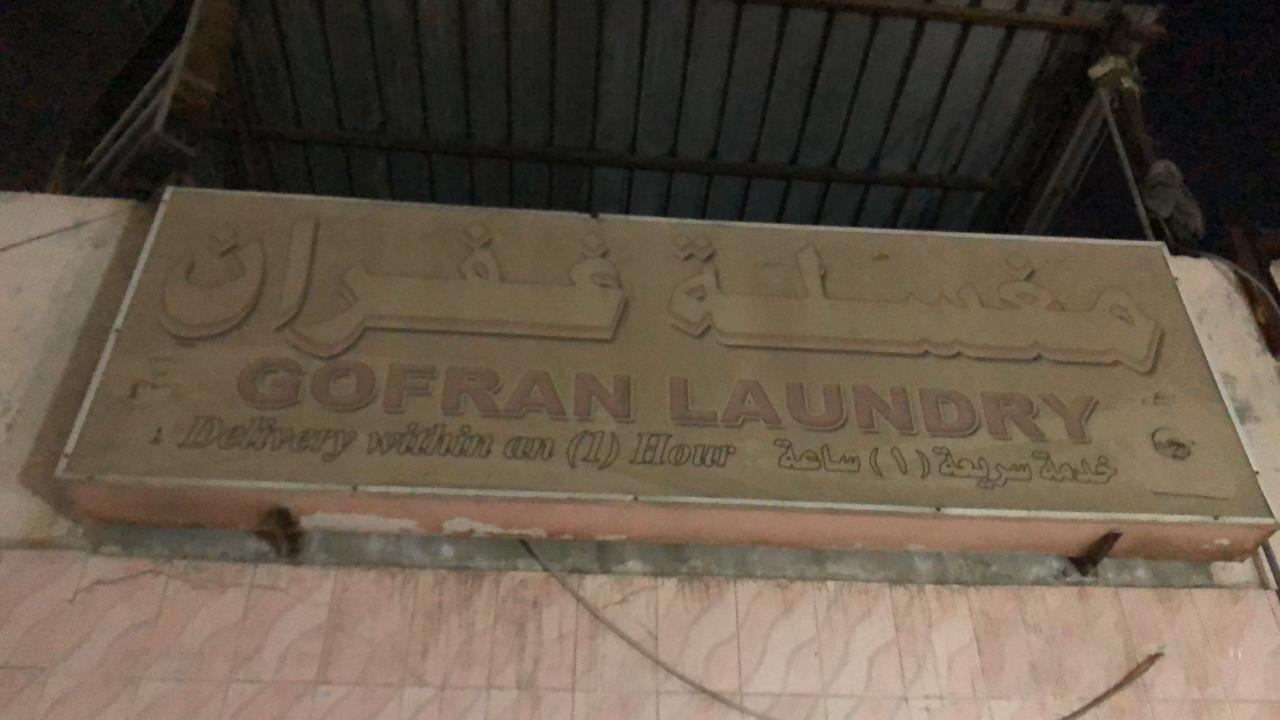 مغسلة غفران
GOFRAN LAUNDRY
Delivery within an (1) Hour خدمة سريعة (١) ساعة